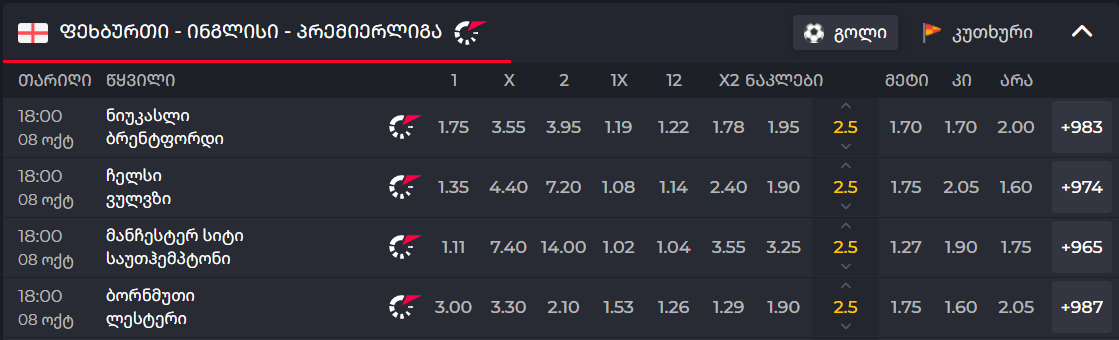 ფეხბურთი - ინგლისი - პრემიერლიგა გოლი კუთხური
თარიღი წყვილი 1 X 2 1X 12 X2 ნაკლები მეტი კი არა
18:00 ნიუკასლი 1.75 3.55 3.95 1.19 1.22 1.78 1.95 2.5 1.70 1.70 2.00 +983
08 ოქტ ბრენტფორდი
18:00 ჩელსი 1.35 4.40 7.20 1.08 1.14 2.40 1.90 2.5 1.75 2.05 1.60 +974
08 ოქტ ვულვზი
18:00 მანჩესტერ სიტი 1.11 7.40 14.00 1.02 1.04 3.55 3.25 2.5 1.27 1.90 1.75 +965
08 ოქტ საუთჰემპტონი
18:00 ბორნმუთი 3.00 3.30 2.10 1.53 1.26 1.29 1.90 2.5 1.75 1.60 2.05 +987
08 ოქტ ლესტერი